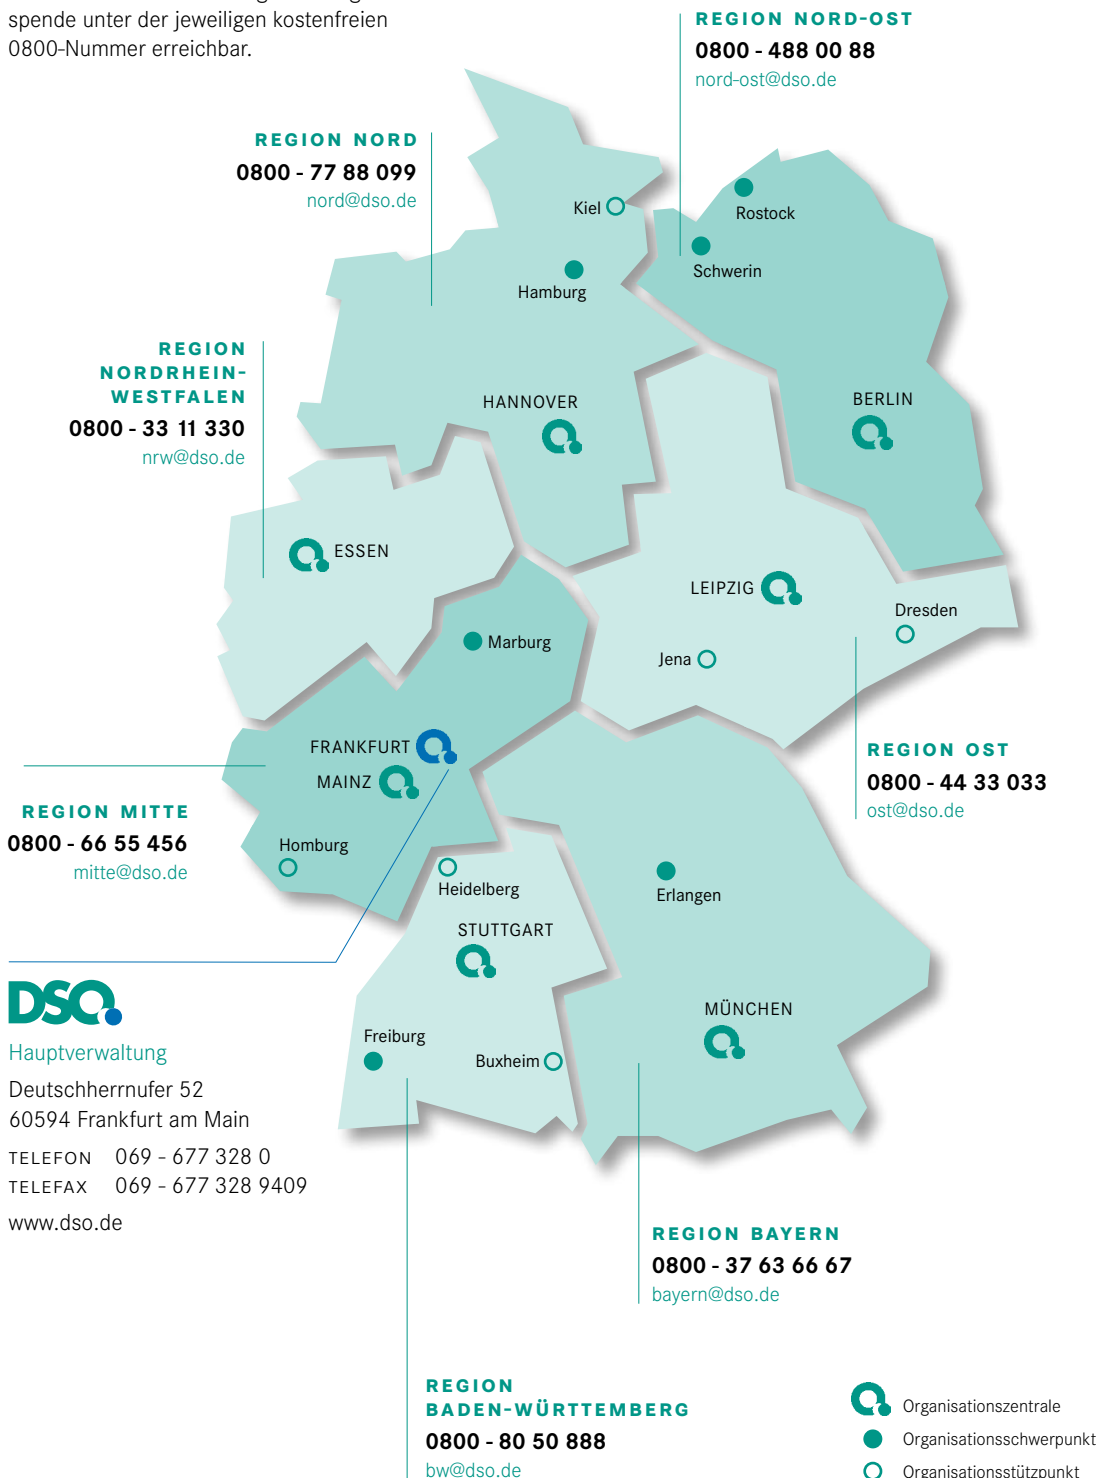 spende unter der jeweiligen kostenfreien
0800-Nummer erreichbar.
REGION NORD-OST
0800 - 488 00 88
nord-ost@dso.de
REGION NORD
0800 - 77 88 099
nord@dso.de
Kiel
Rostock
Schwerin
Hamburg
REGION
NORDRHEIN-
WESTFALEN
0800 - 33 11 330
nrw@dso.de
HANNOVER
BERLIN
ESSEN
LEIPZIG
Dresden
Marburg
Jena
FRANKFURT
MAINZ
REGION OST
0800 - 44 33 033
ost@dso.de
REGION MITTE
0800 - 66 55 456
mitte@dso.de
Homburg
Heidelberg
Erlangen
STUTTGART
MÜNCHEN
Freiburg
Buxheim
DSO
Hauptverwaltung
Deutschherrnufer 52
60594 Frankfurt am Main
TELEFON 069 - 677 328 0
TELEFAX 069 - 677 328 9409
www.dso.de
REGION BAYERN
0800 - 37 63 66 67
bayern@dso.de
REGION
BADEN-WÜRTTEMBERG
0800 - 80 50 888
bw@dso.de
Organisationszentrale
Organisationsschwerpunkt
Organisationsstützpunkt